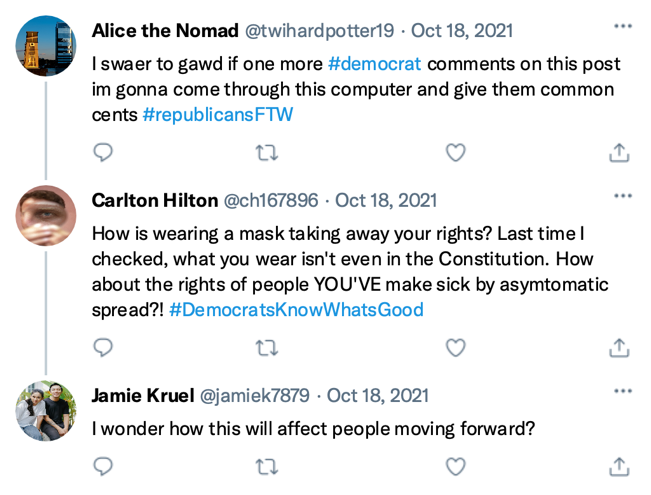 Alice the Nomad @twihardpotter19 · Oct 18, 2021
I swaer to gawd if one more #democrat comments on this post
im gonna come through this computer and give them common
cents #republicansFTW
Carlton Hilton @ch167896 · Oct 18, 2021
How is wearing a mask taking away your rights? Last time I
checked, what you wear isn't even in the Constitution. How
about the rights of people YOU'VE make sick by asymtomatic
spread?! #DemocratsKnowWhatsGood
Jamie Kruel @jamiek7879 · Oct 18, 2021
I wonder how this will affect people moving forward?